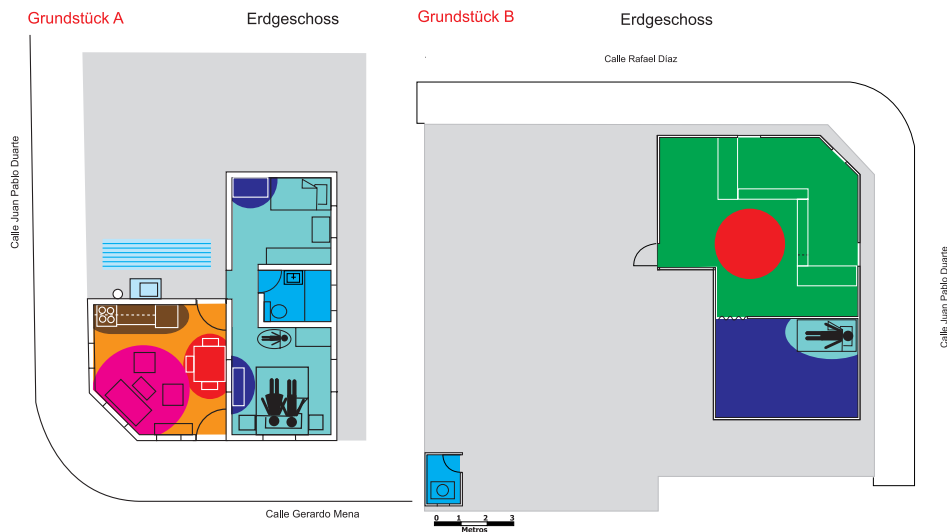 Grundstück A
Erdgeschoss
Grundstück B
Erdgeschoss
Calle Rafael Díaz
Calle Juan Pablo Duarte
Calle Juan Pablo Duarte
Calle Gerardo Mena
0 1 2 3
Metros